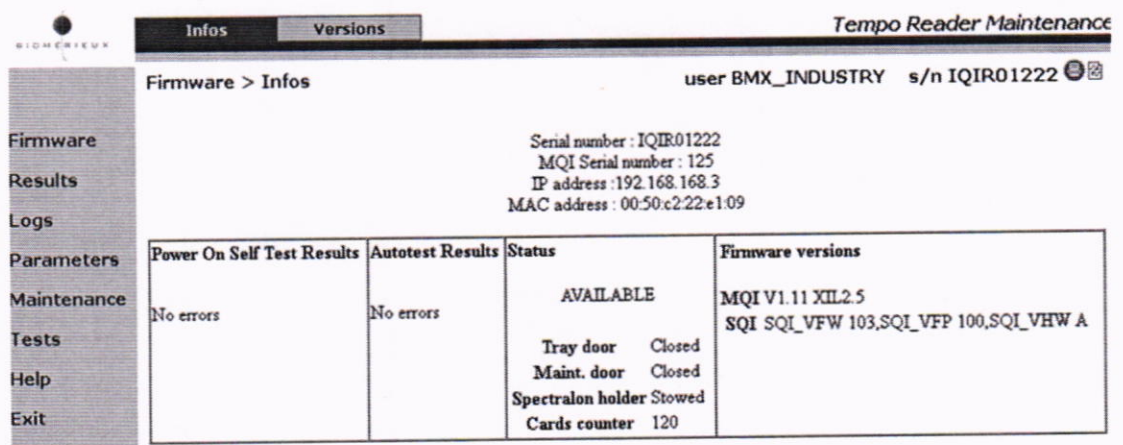 Infos Versions Tempo Reader Maintenance
BIOMÉRIEUX
Firmware > Infos user BMX_INDUSTRY s/n IQIR01222
Firmware
Results
Logs
Parameters
Maintenance
Tests
Help
Exit
Serial number : IQIR01222
MQI Serial number : 125
IP address :192.168.168.3
MAC address : 00:50:c2:22:e1:09
Power On Self Test Results Autotest Results Status Firmware versions
No errors No errors AVAILABLE MQI V1.11 XIL2.5
SQI SQI_VFW 103,SQI_VFP 100,SQI_VHW A
Tray door Closed
Maint. door Closed
Spectralon holder Stowed
Cards counter 120